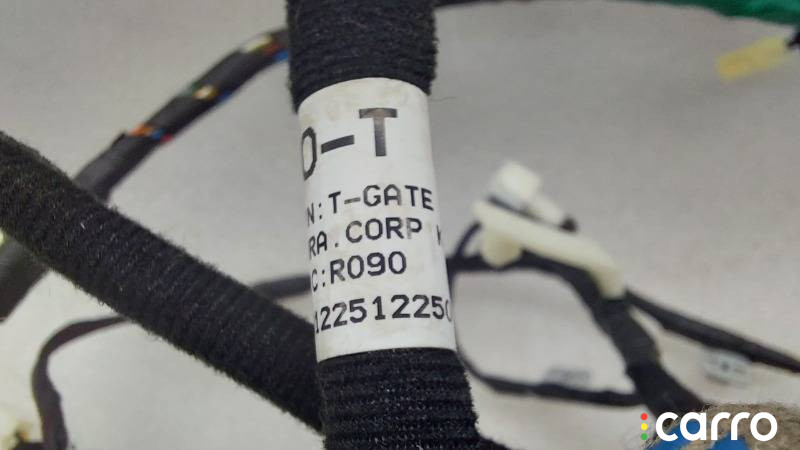 O-T
N:T-GATE
RA.CORP K
C:R090
122512250
carro